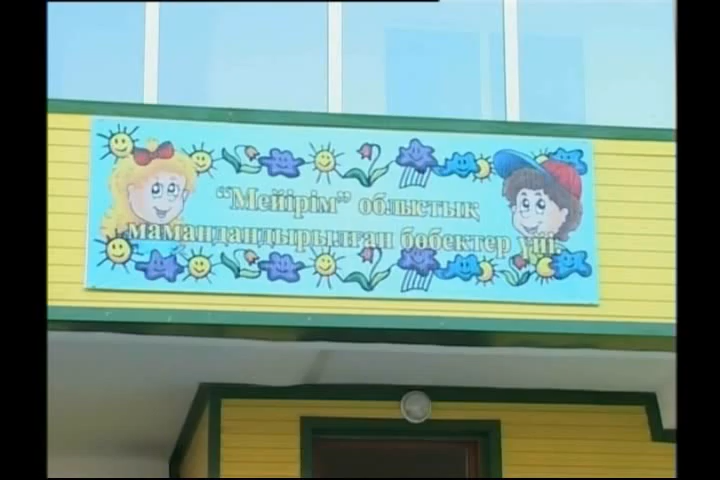 “Мейірім” облыстық
мамандандырылған бөбектер үйі